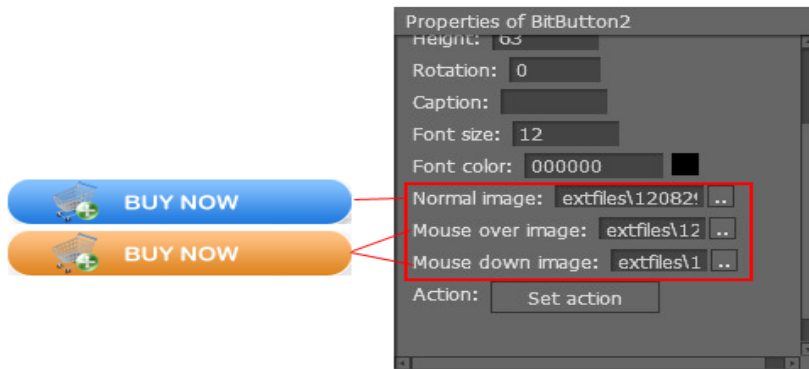 Properties of BitButton2
Height: 63
Rotation: 0
Caption:
Font size: 12
Font color: 000000
BUY NOW
Normal image: extfiles\120829 ..
Mouse over image: extfiles\12 ..
BUY NOW
Mouse down image: extfiles\1 ..
Action: Set action